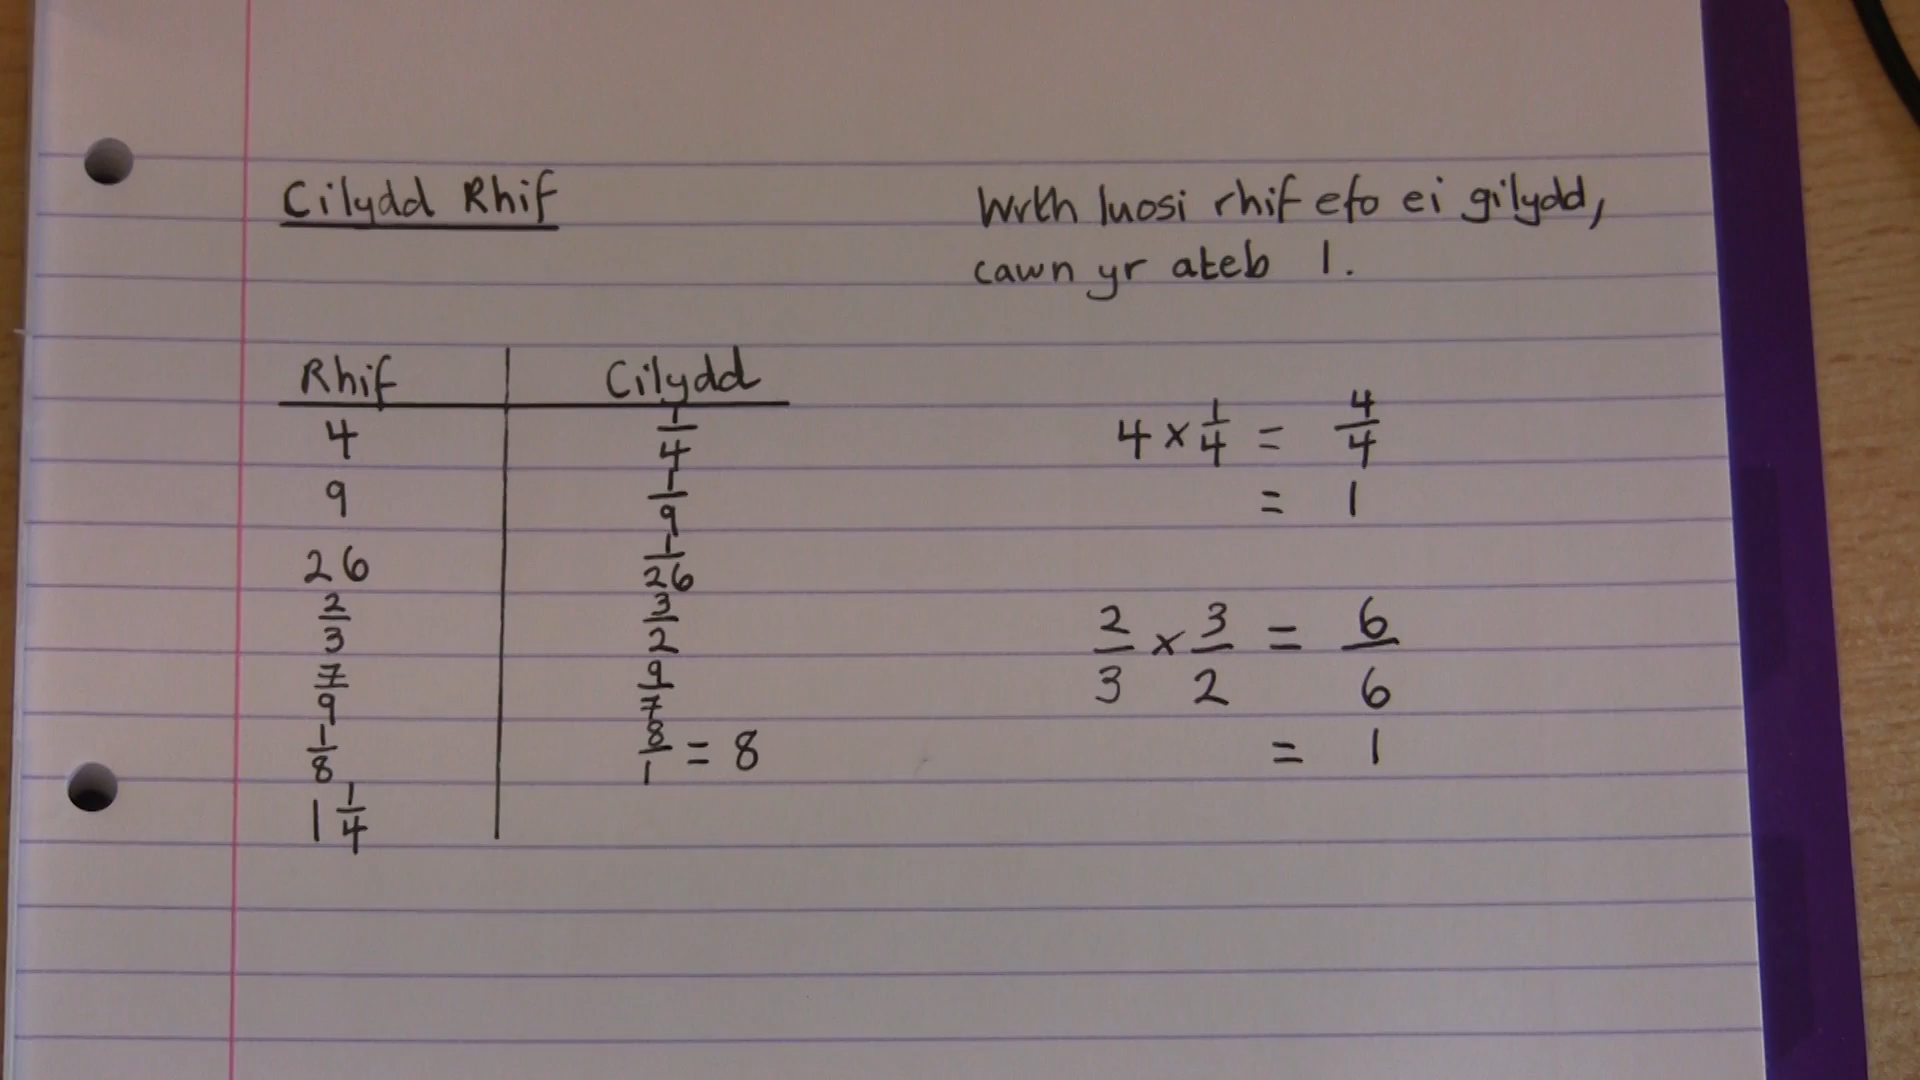 Cilydd Rhif
Wrth luosi rhif efo ei gilydd,
cawn yr ateb 1.
Rhif Cilydd
4 1/4
9 1/9
26 1/26
2/3 3/2
7/9 9/7
1/8 8/1 = 8
1 1/4
4 × 1/4 = 4/4
= 1
2/3 × 3/2 = 6/6
= 1